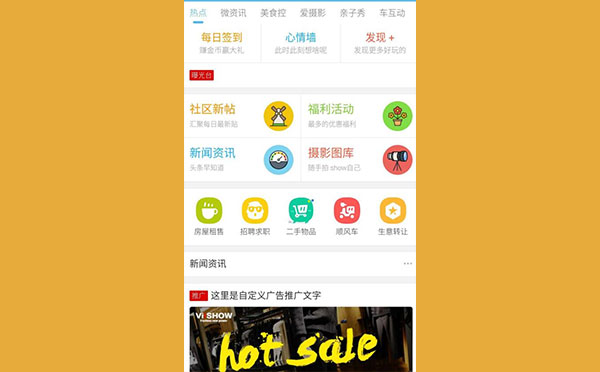 热点 微资讯 美食控 爱摄影 亲子秀 车互动
每日签到 心情墙 发现 +
赚金币赢大礼 此时此刻想啥呢 发现更多好玩的
曝光台
社区新帖 福利活动
汇聚每日最新贴 最多的优惠福利
新闻资讯 摄影图库
头条早知道 随手拍 show自己
房屋租售 招聘求职 二手物品 顺风车 生意转让
新闻资讯
推广 这里是自定义广告推广文字
ViSHOW
hot sale